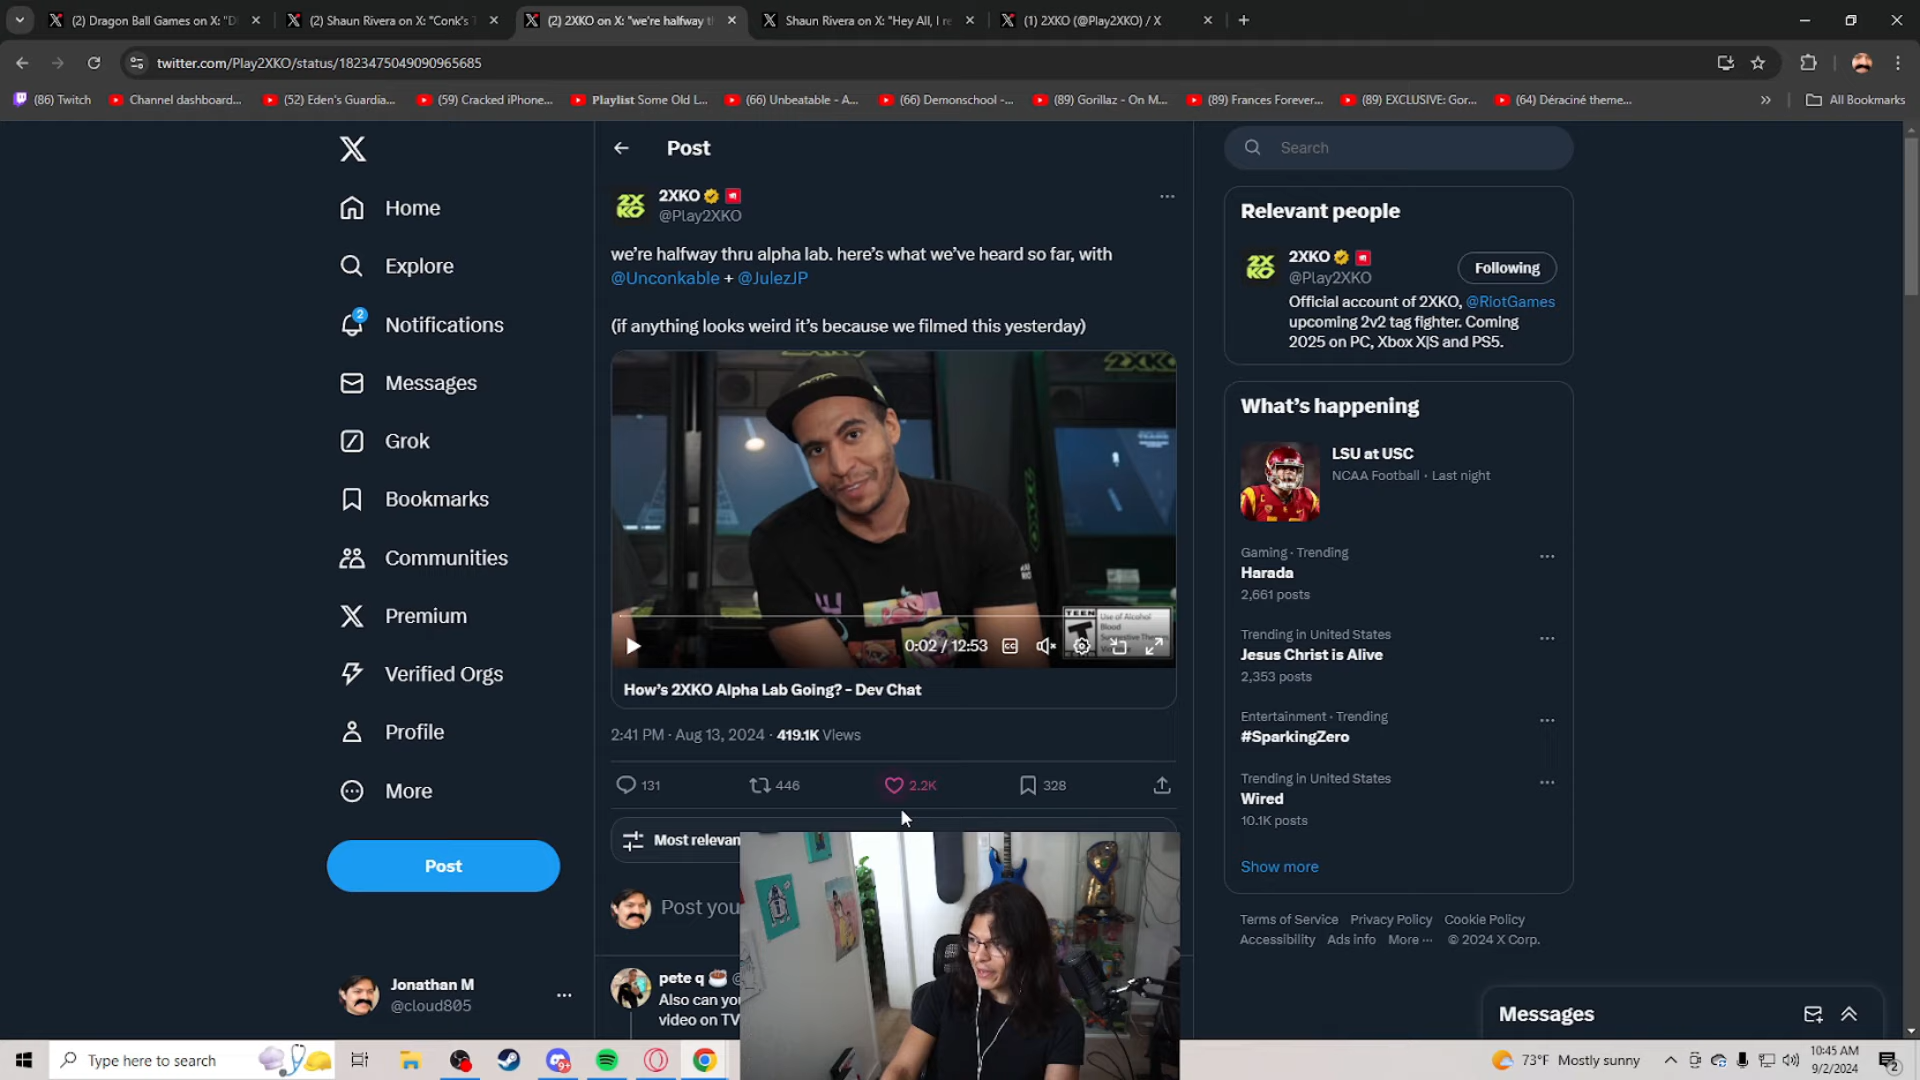 (2) Dragon Ball Games on X: "D
(2) Shaun Rivera on X: "Conk's
(2) 2XKO on X: "we're halfway t
Shaun Rivera on X: "Hey All, I re
(1) 2XKO (@Play2XKO) / X
twitter.com/Play2XKO/status/1823475049090965685
(86) Twitch
Channel dashboard...
(52) Eden's Guardia...
(59) Cracked iPhone...
Playlist Some Old L...
(66) Unbeatable - A...
(66) Demonschool -...
(89) Gorillaz - On M...
(89) Frances Forever...
(89) EXCLUSIVE: Gor...
(64) Déraciné theme...
All Bookmarks
Home
Explore
2
Notifications
Messages
Grok
Bookmarks
Communities
Premium
Verified Orgs
Profile
More
Post
Jonathan M
@cloud805
Post
2XKO
@Play2XKO
we're halfway thru alpha lab. here's what we've heard so far, with
@Unconkable + @JulezJP
(if anything looks weird it's because we filmed this yesterday)
2XKO
TEEN
T
Use of Alcohol
Blood
0:02 / 12:53
How's 2XKO Alpha Lab Going? - Dev Chat
2:41 PM · Aug 13, 2024 · 419.1K Views
131
446
2.2K
328
Most relevan
Post you
pete q
Also can you
video on TV
Search
Relevant people
2XKO
@Play2XKO
Following
Official account of 2XKO, @RiotGames
upcoming 2v2 tag fighter. Coming
2025 on PC, Xbox X|S and PS5.
What's happening
LSU at USC
NCAA Football · Last night
Gaming · Trending
Harada
2,661 posts
Trending in United States
Jesus Christ is Alive
2,353 posts
Entertainment · Trending
#SparkingZero
Trending in United States
Wired
10.1K posts
Show more
Terms of Service Privacy Policy Cookie Policy
Accessibility Ads info More ··· © 2024 X Corp.
Messages
Type here to search
73°F Mostly sunny
10:45 AM
9/2/2024
2